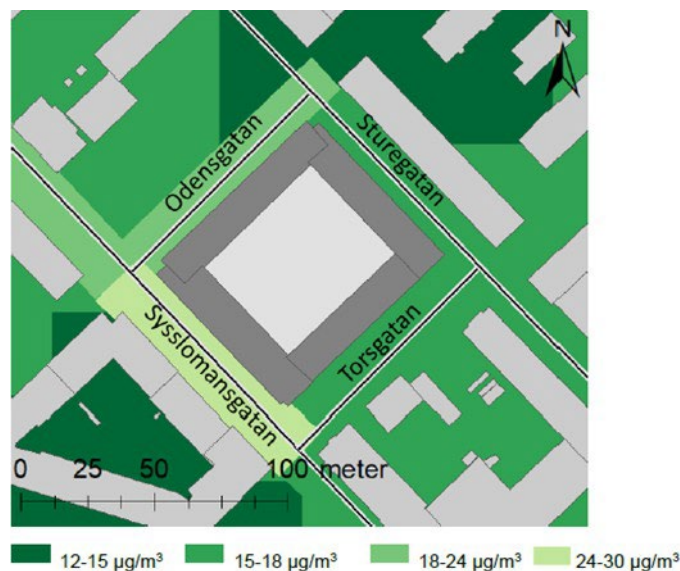 N
Odensgatan
Sturegatan
Sysslomansgatan
Torsgatan
0 25 50 100 meter
12-15 µg/m³ 15-18 µg/m³ 18-24 µg/m³ 24-30 µg/m³